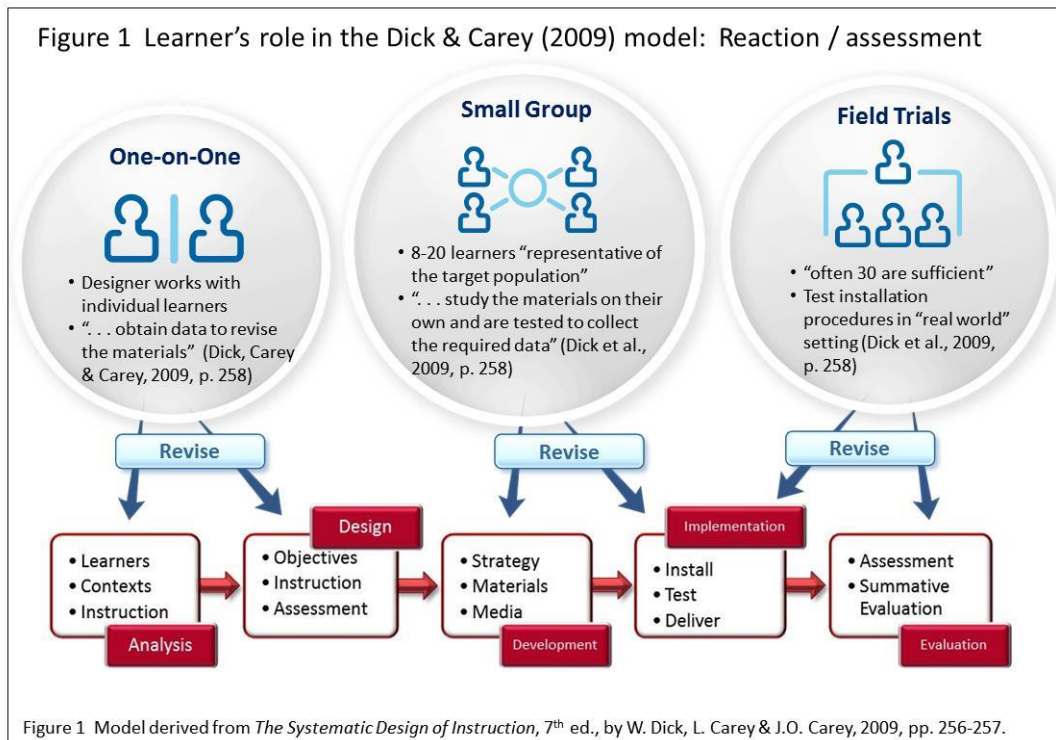 Figure 1  Learner’s role in the Dick & Carey (2009) model:  Reaction / assessment
One-on-One
• Designer works with
individual learners
• “. . . obtain data to revise
the materials”  (Dick, Carey
& Carey, 2009, p. 258)
Small Group
• 8-20 learners “representative of
the target population”
• “. . . study the materials on their
own and are tested to collect
the required data” (Dick et al.,
2009, p. 258)
Field Trials
• “often 30 are sufficient”
• Test installation
procedures in “real world”
setting (Dick et al., 2009,
p. 258)
Revise
Revise
Revise
• Learners
• Contexts
• Instruction
Analysis
Design
• Objectives
• Instruction
• Assessment
• Strategy
• Materials
• Media
Development
Implementation
• Install
• Test
• Deliver
• Assessment
• Summative
Evaluation
Evaluation
Figure 1  Model derived from The Systematic Design of Instruction, 7th ed., by W. Dick, L. Carey & J.O. Carey, 2009, pp. 256-257.